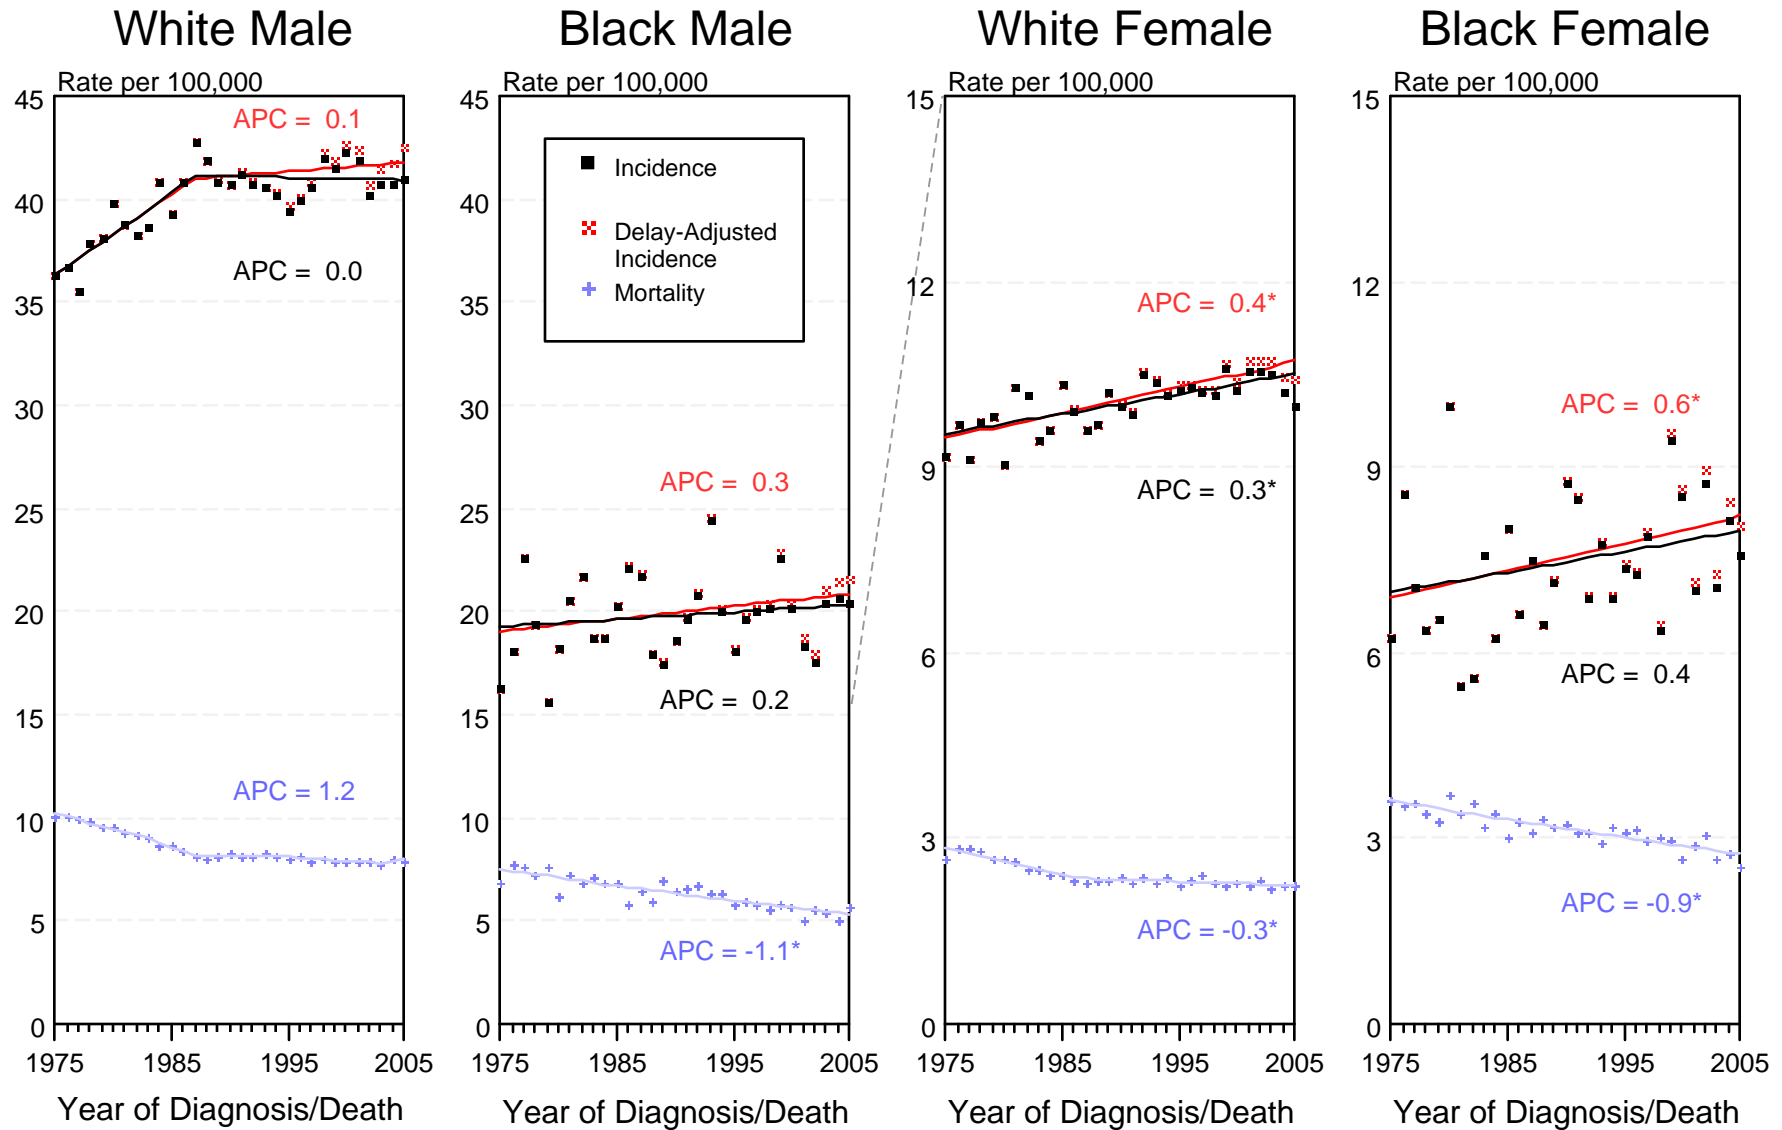 White Male
Black Male
White Female
Black Female
Rate per 100,000
Rate per 100,000
Rate per 100,000
Rate per 100,000
45
40
35
30
25
20
15
10
5
0
APC = 0.1
APC = 0.0
APC = 1.2
1975 1985 1995 2005
Year of Diagnosis/Death
45
40
35
30
25
20
15
10
5
0
Incidence
Delay-Adjusted
Incidence
Mortality
APC = 0.3
APC = 0.2
APC = -1.1*
1975 1985 1995 2005
Year of Diagnosis/Death
15
12
9
6
3
0
APC = 0.4*
APC = 0.3*
APC = -0.3*
1975 1985 1995 2005
Year of Diagnosis/Death
15
12
9
6
3
0
APC = 0.6*
APC = 0.4
APC = -0.9*
1975 1985 1995 2005
Year of Diagnosis/Death